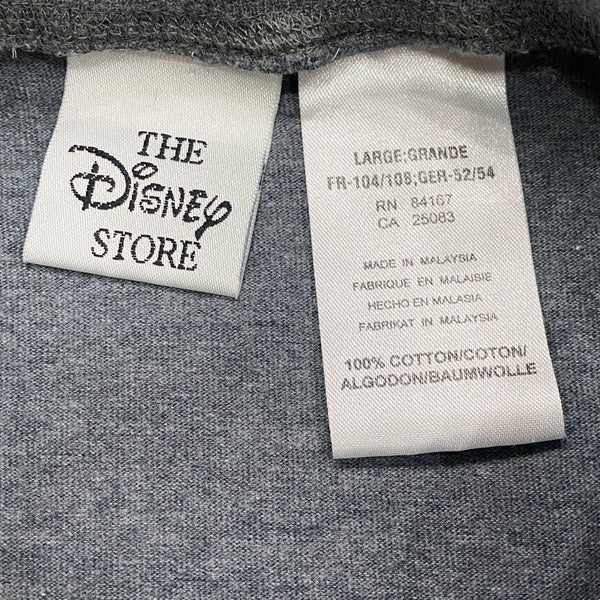 THE
Disney
STORE
LARGE;GRANDE
FR-104/108;GER-52/54
RN 84167
CA 25083
MADE IN MALAYSIA
FABRIQUE EN MALAISIE
HECHO EN MALASIA
FABRIKAT IN MALAYSIA
100% COTTON/COTON/
ALGODON/BAUMWOLLE